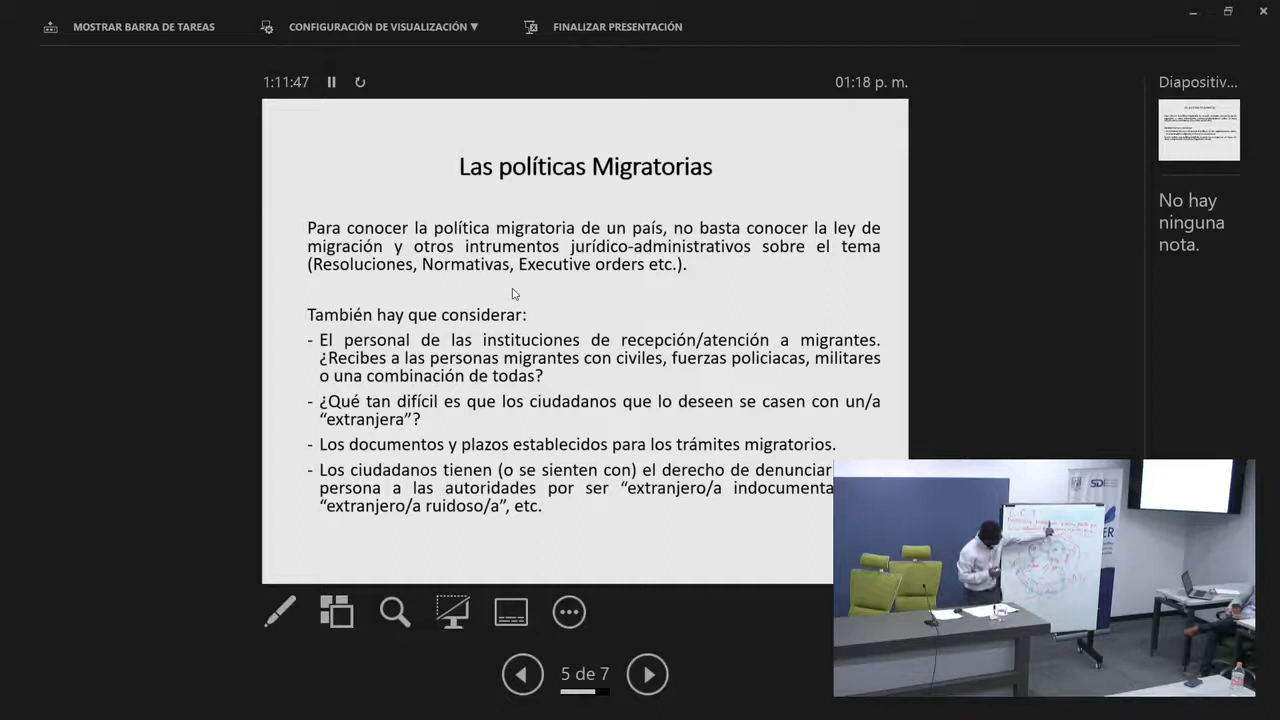 MOSTRAR BARRA DE TAREAS CONFIGURACIÓN DE VISUALIZACIÓN ▼ FINALIZAR PRESENTACIÓN
1:11:47 01:18 p. m.
Diapositiv...
Las políticas Migratorias
Para conocer la política migratoria de un país, no basta conocer la ley de
migración y otros intrumentos jurídico-administrativos sobre el tema
(Resoluciones, Normativas, Executive orders etc.).
También hay que considerar:
- El personal de las instituciones de recepción/atención a migrantes.
¿Recibes a las personas migrantes con civiles, fuerzas policiacas, militares
o una combinación de todas?
- ¿Qué tan difícil es que los ciudadanos que lo deseen se casen con un/a
“extranjera”?
- Los documentos y plazos establecidos para los trámites migratorios.
- Los ciudadanos tienen (o se sienten con) el derecho de denunciar
persona a las autoridades por ser “extranjero/a indocumenta
“extranjero/a ruidoso/a”, etc.
No hay
ninguna
nota.
5 de 7